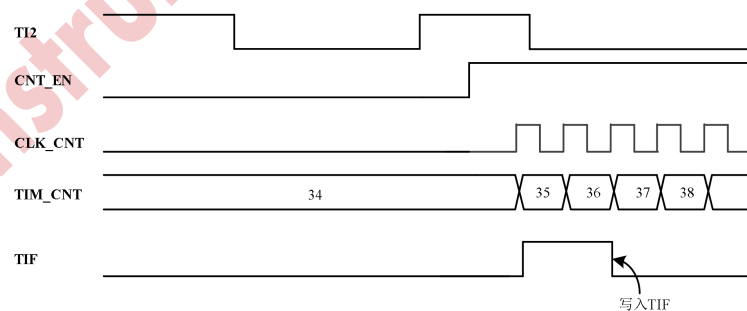 TI2
CNT_EN
CLK_CNT
TIM_CNT 34 35 36 37 38
TIF
写入TIF